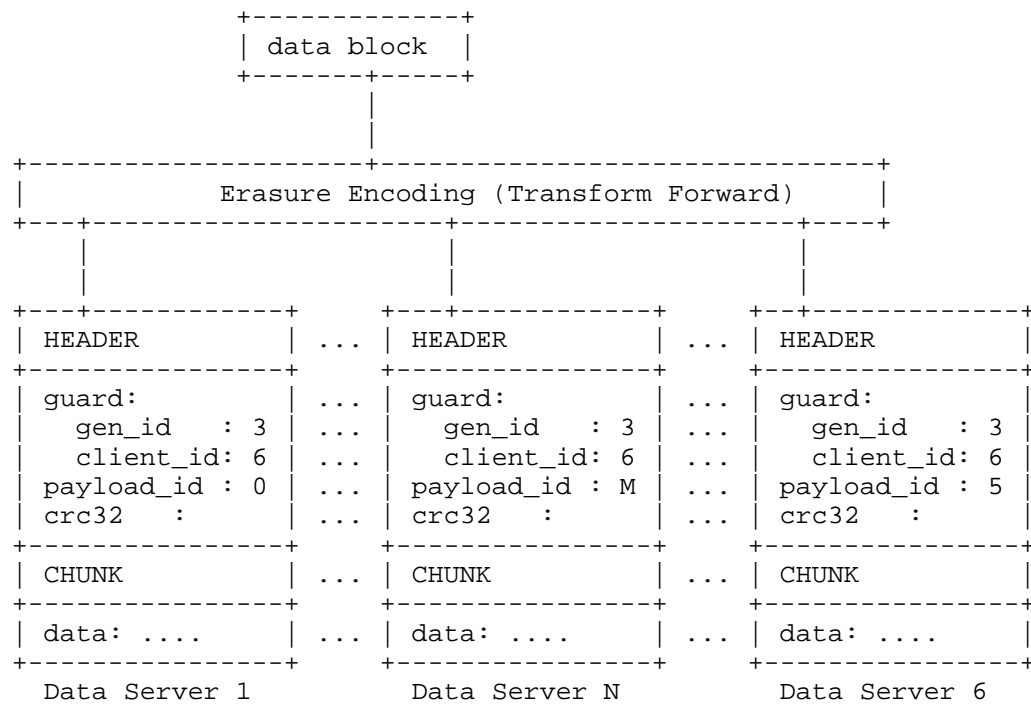 data block
Erasure Encoding (Transform Forward)
HEADER ... HEADER ... HEADER
guard: ... guard: ... guard:
gen_id : 3 ... gen_id : 3 ... gen_id : 3
client_id: 6 ... client_id: 6 ... client_id: 6
payload_id : 0 ... payload_id : M ... payload_id : 5
crc32 : ... crc32 : ... crc32 :
CHUNK ... CHUNK ... CHUNK
data: .... ... data: .... ... data: ....
Data Server 1 Data Server N Data Server 6